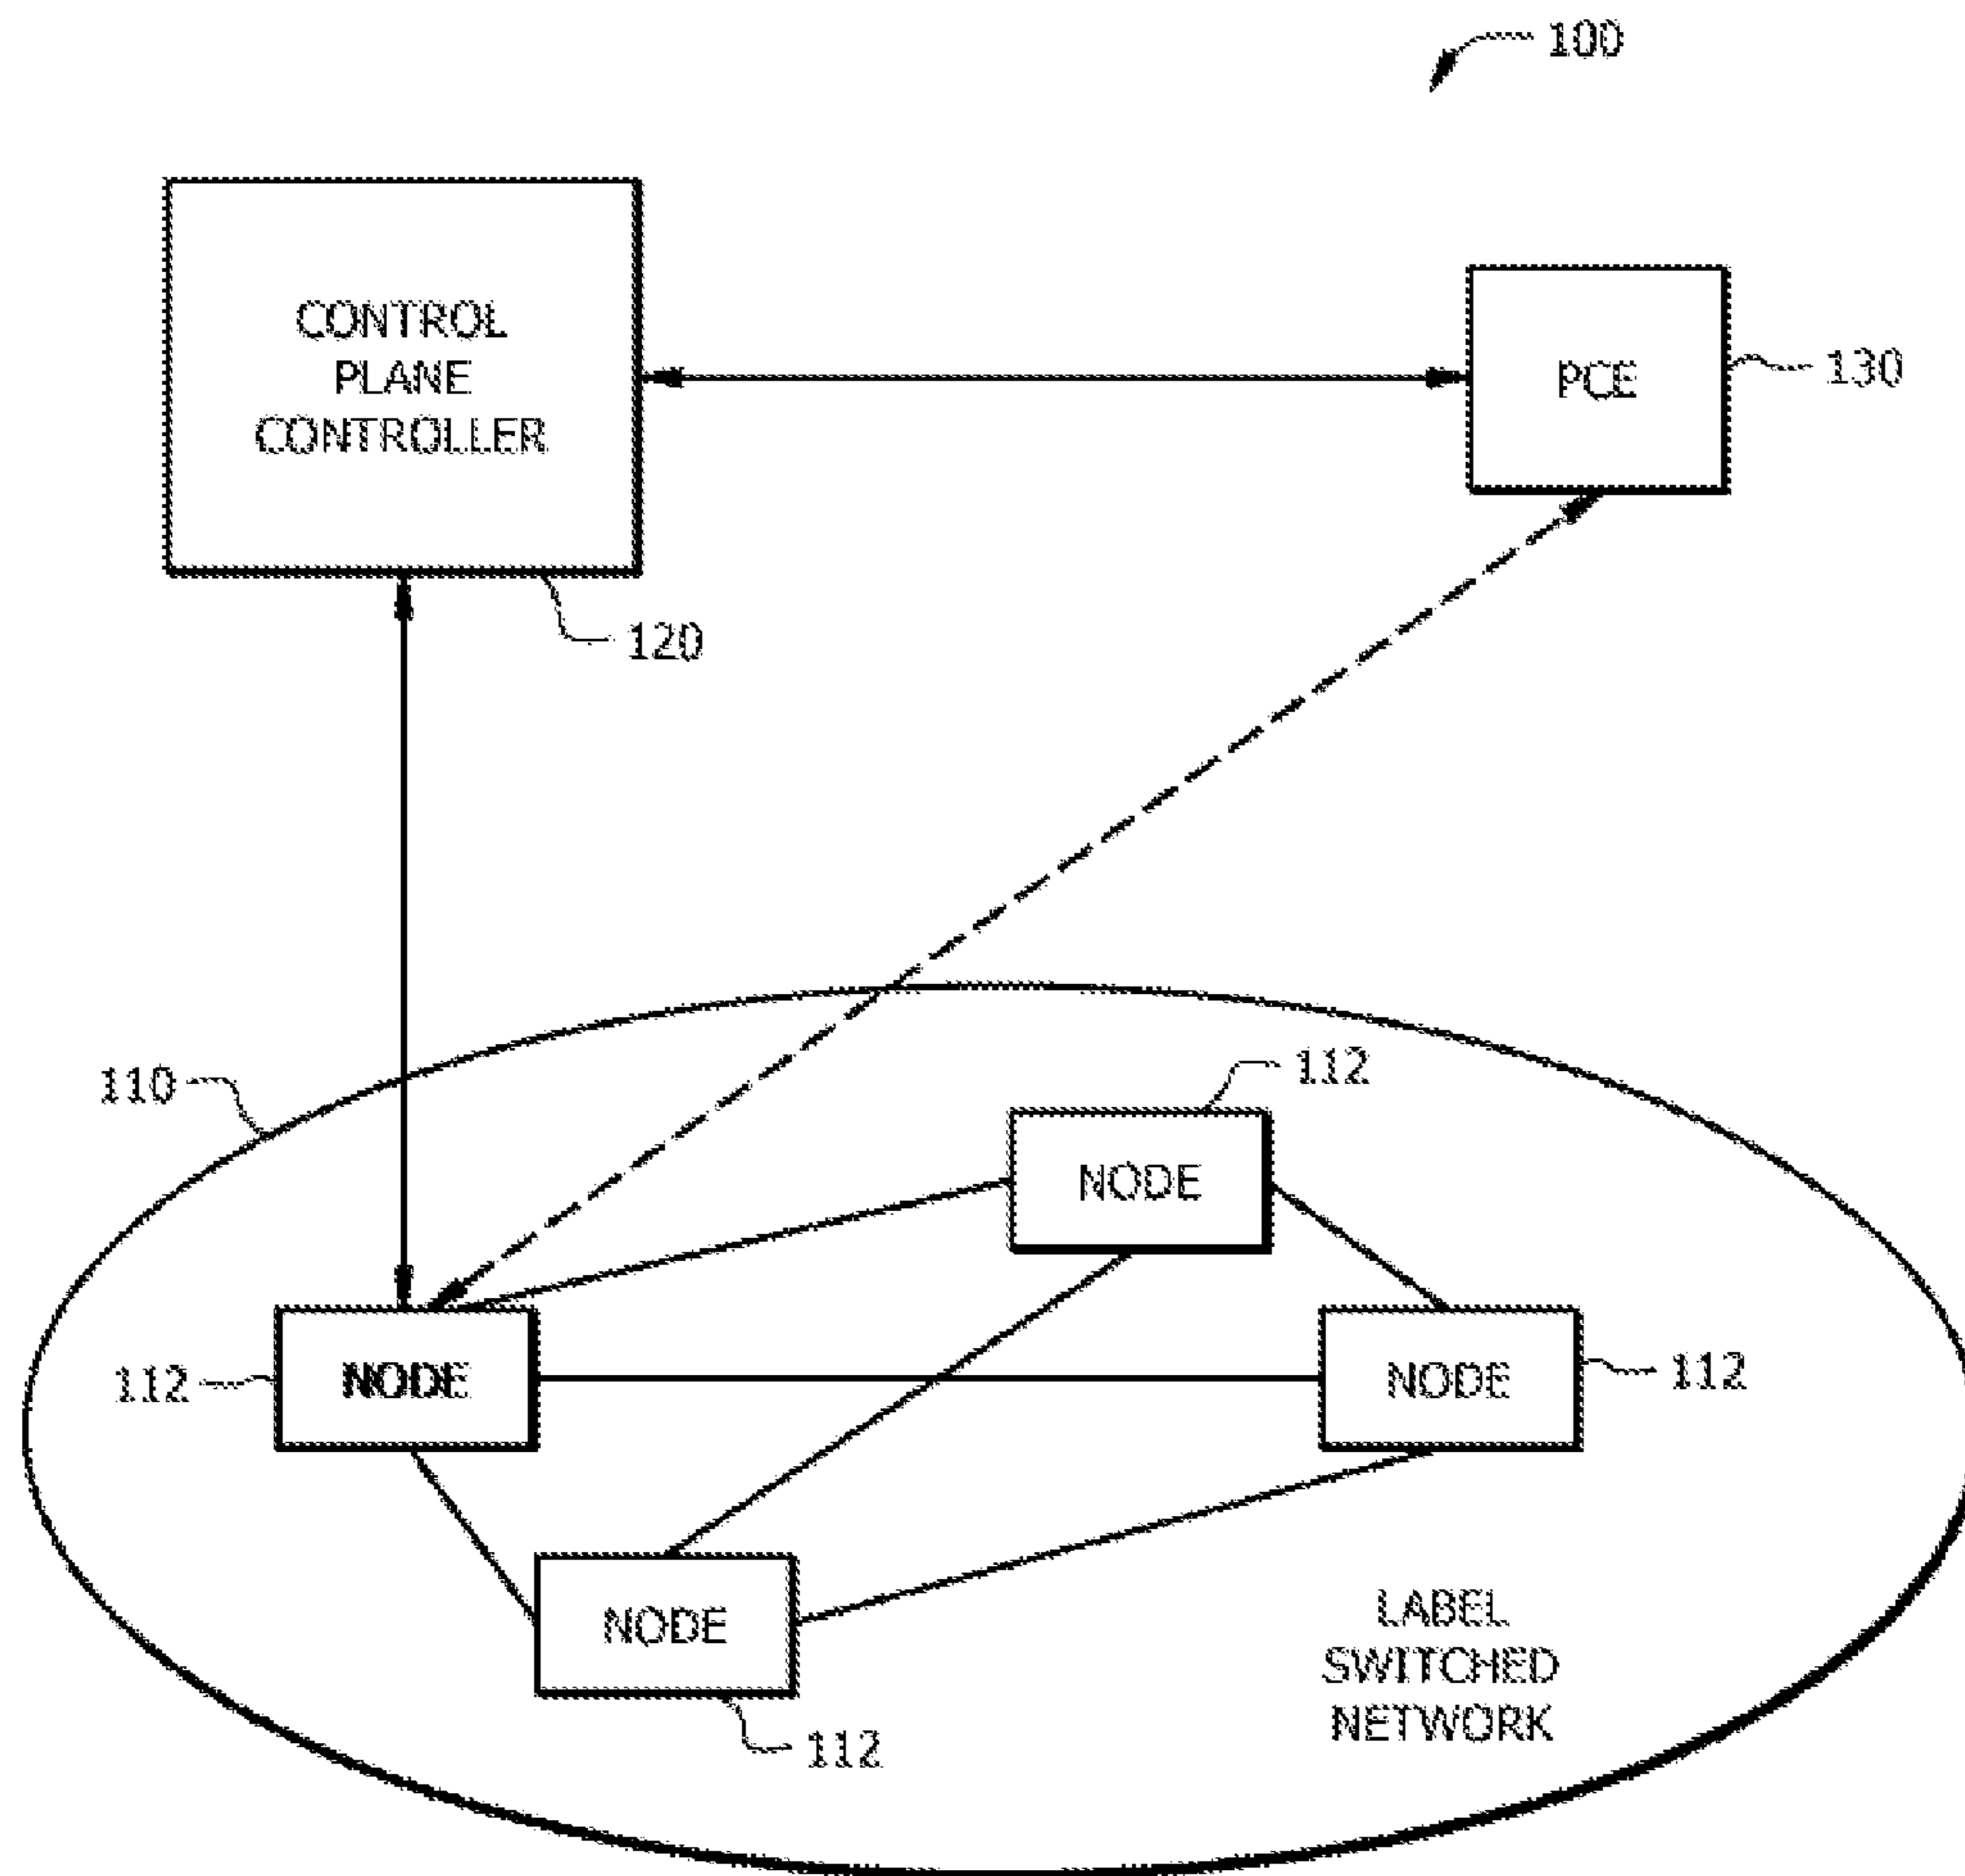 100
CONTROL
PLANE
CONTROLLER
PCE
130
120
110
112
NODE
112
NODE
NODE
112
NODE
112
LABEL
SWITCHED
NETWORK